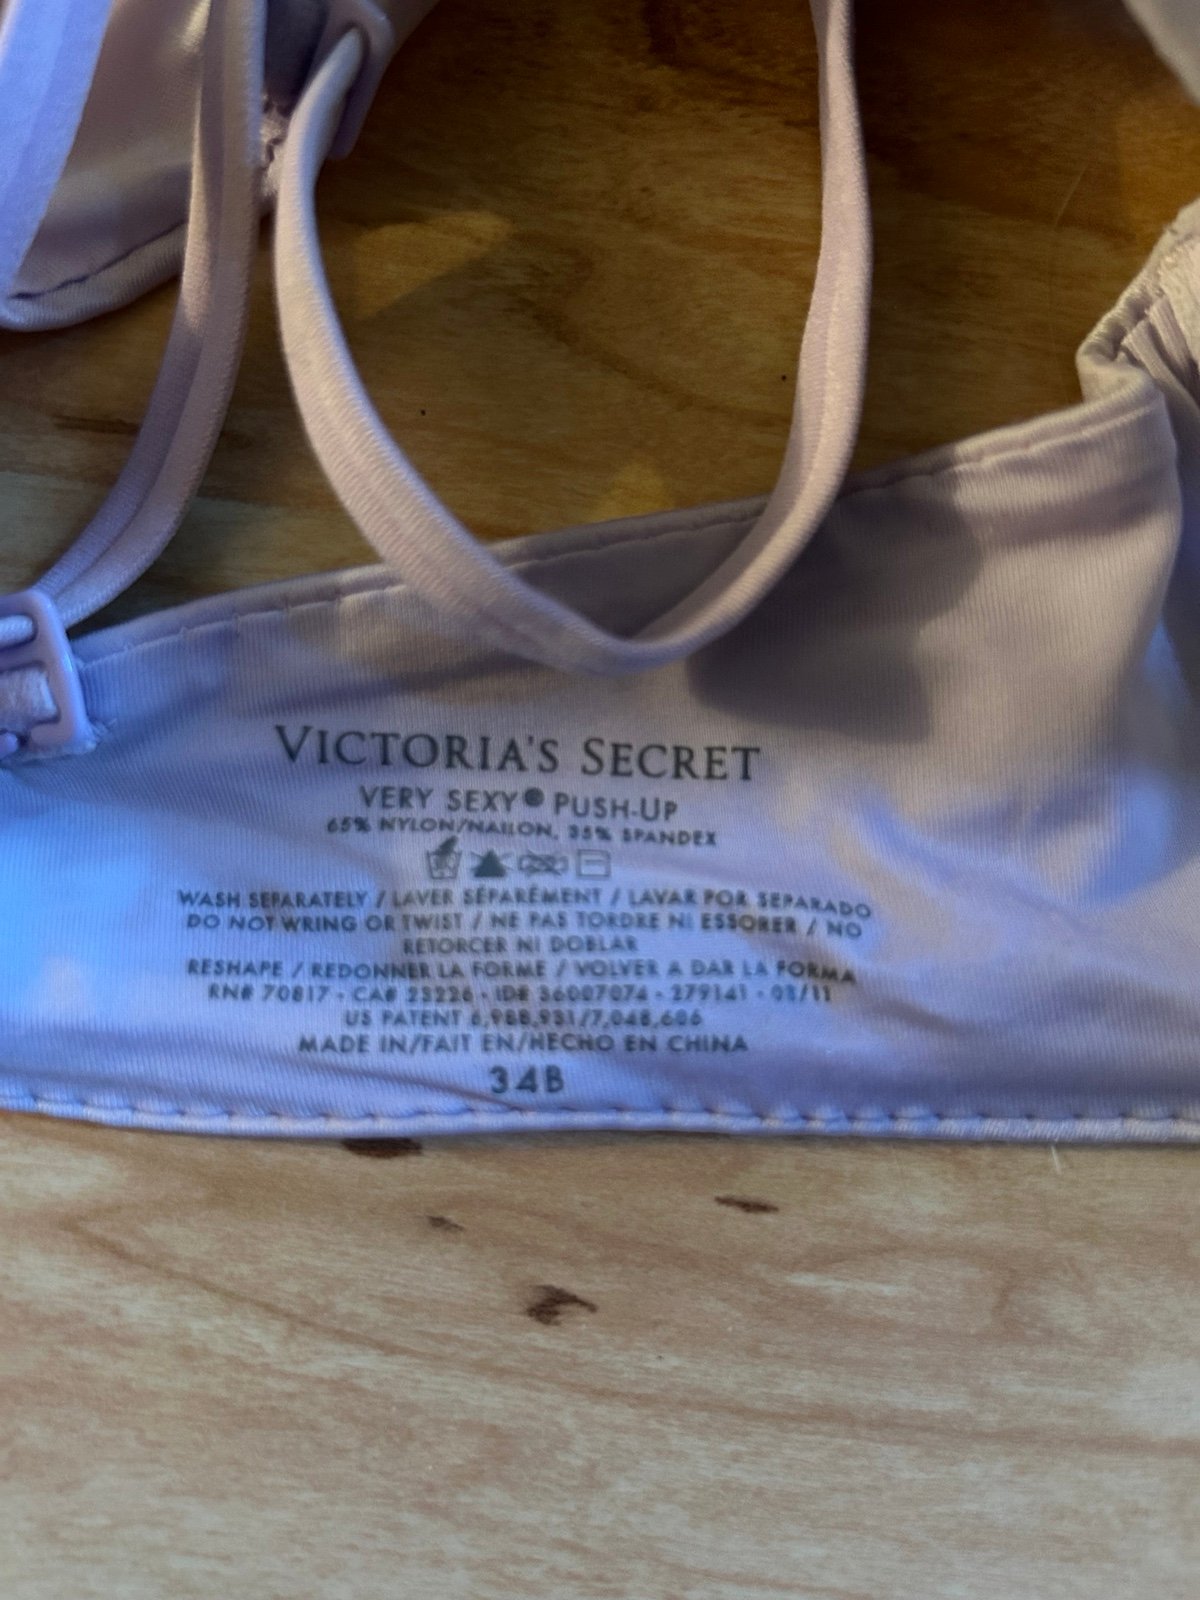 VICTORIA'S SECRET
VERY SEXY® PUSH-UP
65% NYLON/NAILON, 35% SPANDEX
WASH SEPARATELY / LAVER SÉPARÉMENT / LAVAR POR SEPARADO
DO NOT WRING OR TWIST / NE PAS TORDRE NI ESSORER / NO
RETORCER NI DOBLAR
RESHAPE / REDONNER LA FORME / VOLVER A DAR LA FORMA
RN# 70817 - CA# 23226 - ID# 36007074 - 279141 -
US PATENT 6,988,931/7,048,606
MADE IN/FAIT EN/HECHO EN CHINA
34B